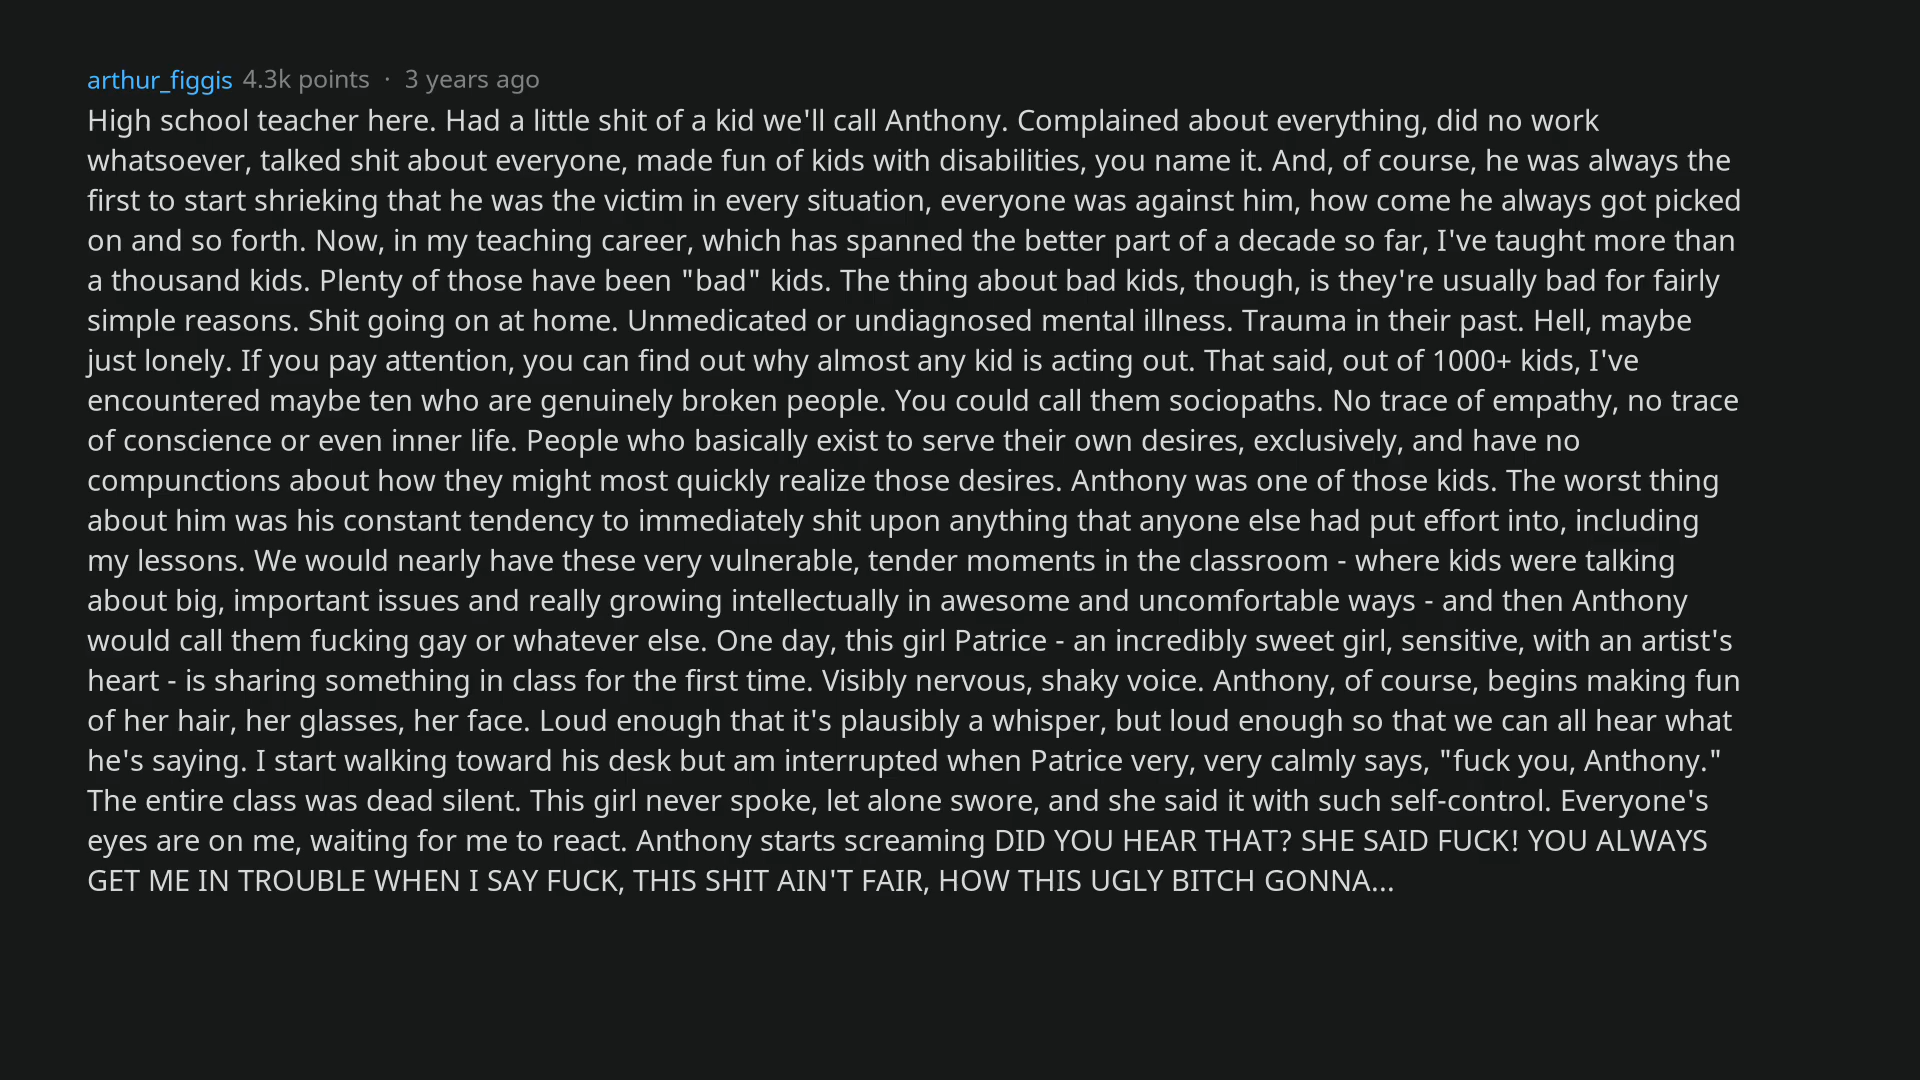 arthur_figgis 4.3k points · 3 years ago
High school teacher here. Had a little shit of a kid we'll call Anthony. Complained about everything, did no work
whatsoever, talked shit about everyone, made fun of kids with disabilities, you name it. And, of course, he was always the
first to start shrieking that he was the victim in every situation, everyone was against him, how come he always got picked
on and so forth. Now, in my teaching career, which has spanned the better part of a decade so far, I've taught more than
a thousand kids. Plenty of those have been "bad" kids. The thing about bad kids, though, is they're usually bad for fairly
simple reasons. Shit going on at home. Unmedicated or undiagnosed mental illness. Trauma in their past. Hell, maybe
just lonely. If you pay attention, you can find out why almost any kid is acting out. That said, out of 1000+ kids, I've
encountered maybe ten who are genuinely broken people. You could call them sociopaths. No trace of empathy, no trace
of conscience or even inner life. People who basically exist to serve their own desires, exclusively, and have no
compunctions about how they might most quickly realize those desires. Anthony was one of those kids. The worst thing
about him was his constant tendency to immediately shit upon anything that anyone else had put effort into, including
my lessons. We would nearly have these very vulnerable, tender moments in the classroom - where kids were talking
about big, important issues and really growing intellectually in awesome and uncomfortable ways - and then Anthony
would call them fucking gay or whatever else. One day, this girl Patrice - an incredibly sweet girl, sensitive, with an artist's
heart - is sharing something in class for the first time. Visibly nervous, shaky voice. Anthony, of course, begins making fun
of her hair, her glasses, her face. Loud enough that it's plausibly a whisper, but loud enough so that we can all hear what
he's saying. I start walking toward his desk but am interrupted when Patrice very, very calmly says, "fuck you, Anthony."
The entire class was dead silent. This girl never spoke, let alone swore, and she said it with such self-control. Everyone's
eyes are on me, waiting for me to react. Anthony starts screaming DID YOU HEAR THAT? SHE SAID FUCK! YOU ALWAYS
GET ME IN TROUBLE WHEN I SAY FUCK, THIS SHIT AIN'T FAIR, HOW THIS UGLY BITCH GONNA...